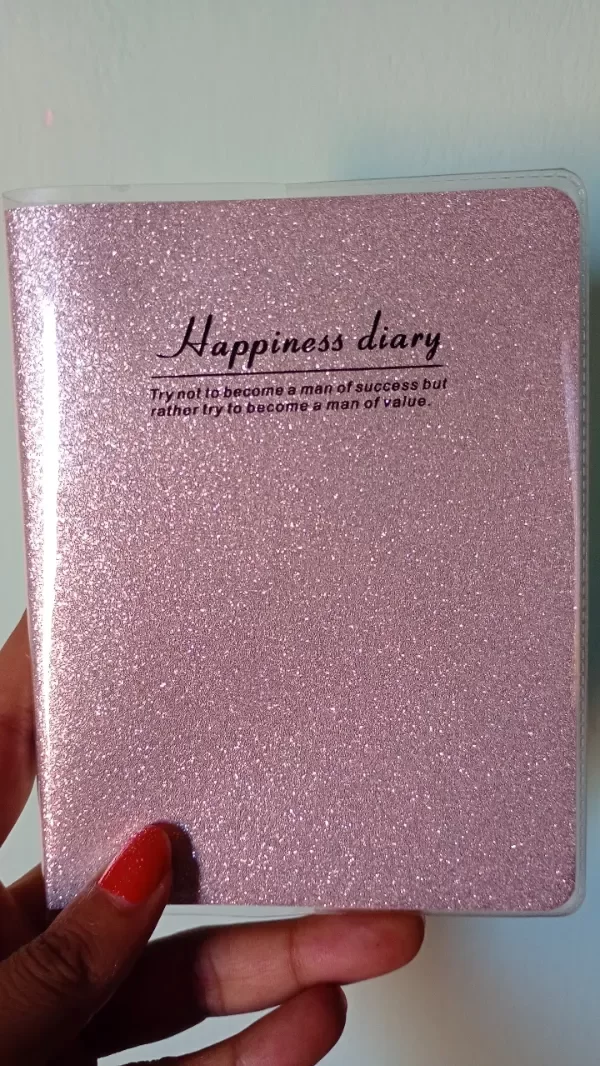 Happiness diary
Try not to become a man of success but
rather try to become a man of value.